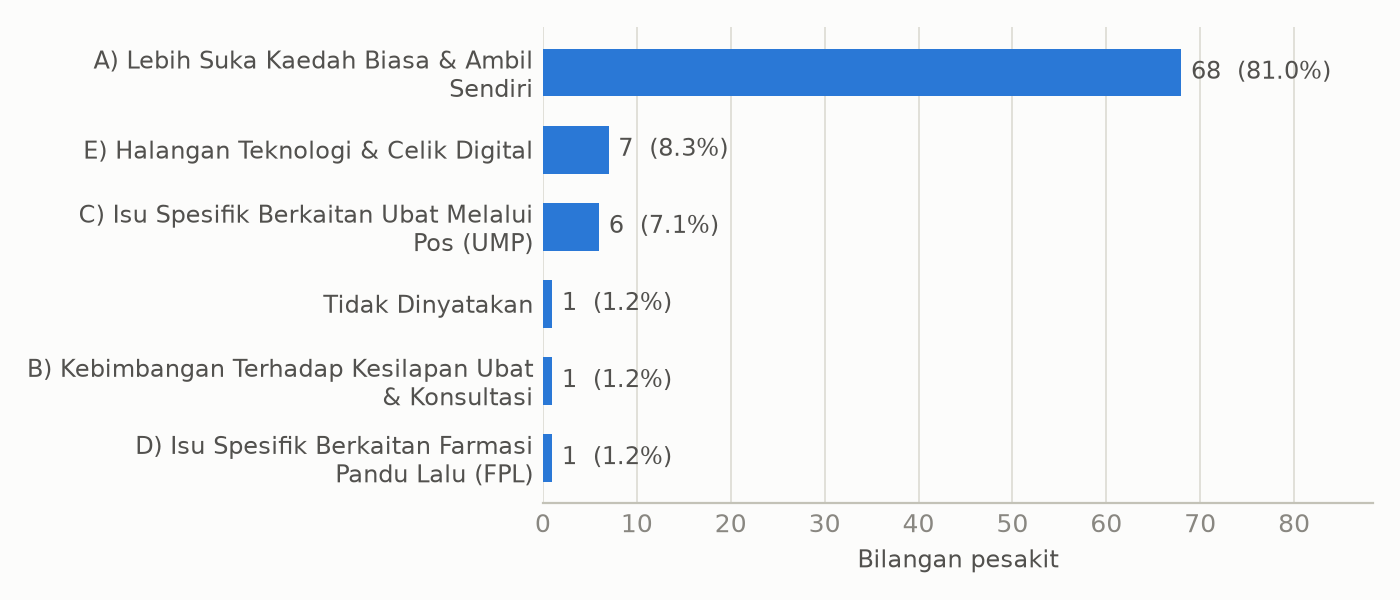 A) Lebih Suka Kaedah Biasa & Ambil
Sendiri
68 (81.0%)
E) Halangan Teknologi & Celik Digital
7 (8.3%)
C) Isu Spesifik Berkaitan Ubat Melalui
Pos (UMP)
6 (7.1%)
Tidak Dinyatakan
1 (1.2%)
B) Kebimbangan Terhadap Kesilapan Ubat
& Konsultasi
1 (1.2%)
D) Isu Spesifik Berkaitan Farmasi
Pandu Lalu (FPL)
1 (1.2%)
0 10 20 30 40 50 60 70 80
Bilangan pesakit